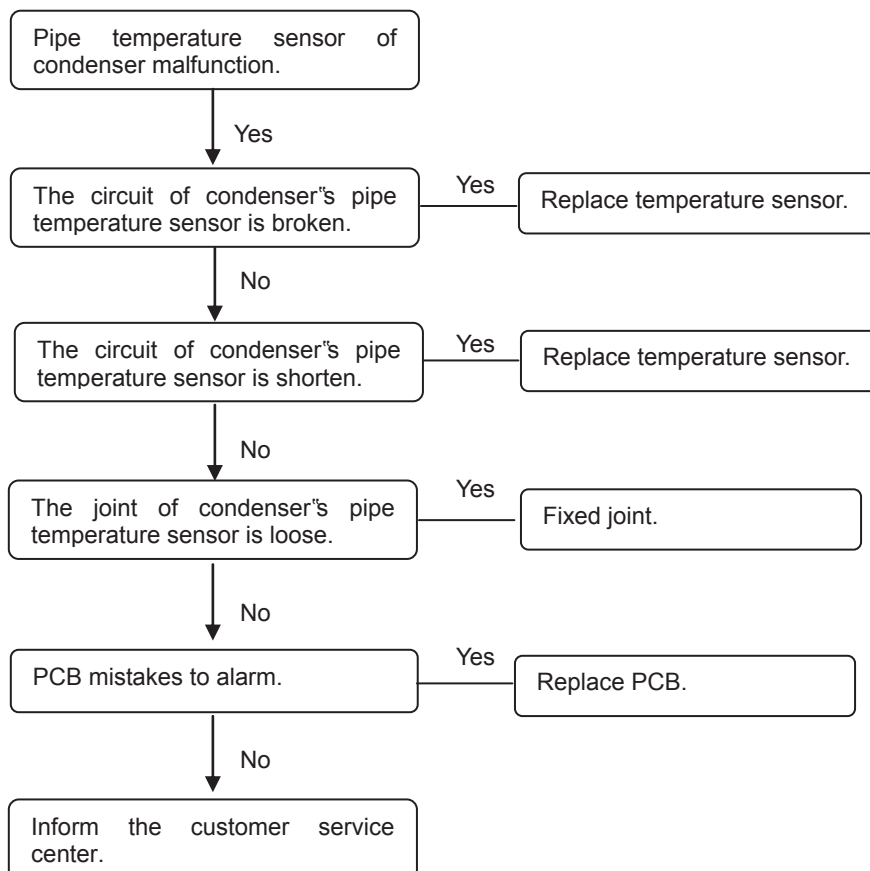 Pipe temperature sensor of
condenser malfunction.
Yes
The circuit of condenser‟s pipe
temperature sensor is broken.
Yes
Replace temperature sensor.
No
The circuit of condenser‟s pipe
temperature sensor is shorten.
Yes
Replace temperature sensor.
No
The joint of condenser‟s pipe
temperature sensor is loose.
Yes
Fixed joint.
No
PCB mistakes to alarm.
Yes
Replace PCB.
No
Inform the customer service
center.